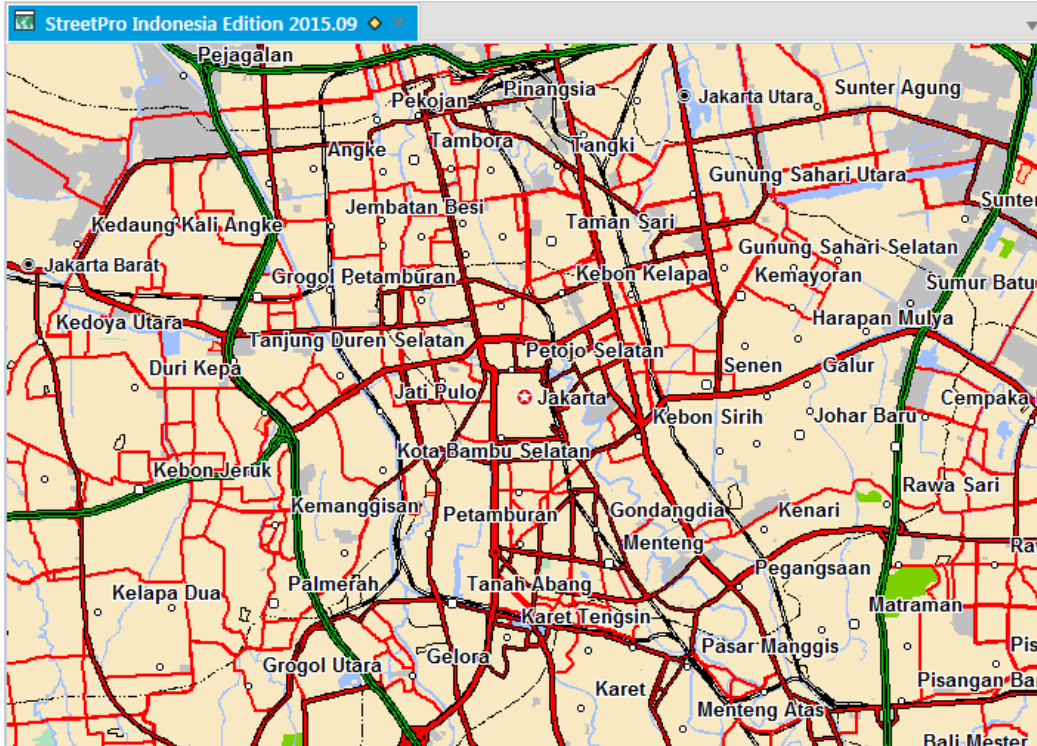 StreetPro Indonesia Edition 2015.09
Pejagalan
Pinangsia
Sunter Agung
Pekojan
Jakarta Utara
Tambora
Tangki
Angke
Gunung Sahari Utara
Jembatan Besi
Sunter
Taman Sari
Kedaung Kali Angke
Gunung Sahari Selatan
Jakarta Barat
Grogol Petamburan
Kebon Kelapa
Kemayoran
Sumur Batu
Kedoya Utara
Harapan Mulya
Tanjung Duren Selatan
Petojo Selatan
Duri Kepa
Senen
Galur
Jati Pulo
Jakarta
Cempaka
Kebon Sirih
Johar Baru
Kota Bambu Selatan
Kebon Jeruk
Rawa Sari
Kemanggisan
Petamburan
Gondangdia
Kenari
Menteng
Raw
Pegangsaan
Palmerah
Tanah Abang
Kelapa Dua
Matraman
Karet Tengsin
Pasar Manggis
Pis
Gelora
Grogol Utara
Pisangan Bar
Karet
Menteng Atas
Bali Mester